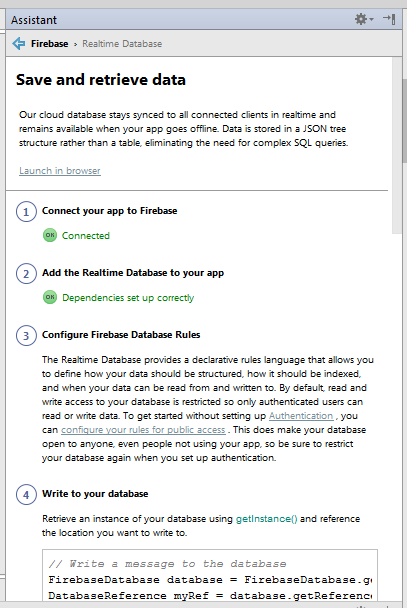 Assistant
Firebase › Realtime Database
Save and retrieve data
Our cloud database stays synced to all connected clients in realtime and
remains available when your app goes offline. Data is stored in a JSON tree
structure rather than a table, eliminating the need for complex SQL queries.
Launch in browser
1 Connect your app to Firebase
OK Connected
2 Add the Realtime Database to your app
OK Dependencies set up correctly
3 Configure Firebase Database Rules
The Realtime Database provides a declarative rules language that allows you
to define how your data should be structured, how it should be indexed,
and when your data can be read from and written to. By default, read and
write access to your database is restricted so only authenticated users can
read or write data. To get started without setting up Authentication , you
can configure your rules for public access . This does make your database
open to anyone, even people not using your app, so be sure to restrict
your database again when you set up authentication.
4 Write to your database
Retrieve an instance of your database using getInstance() and reference
the location you want to write to.
// Write a message to the database
FirebaseDatabase database = FirebaseDatabase.ge
DatabaseReference myRef = database.getReference